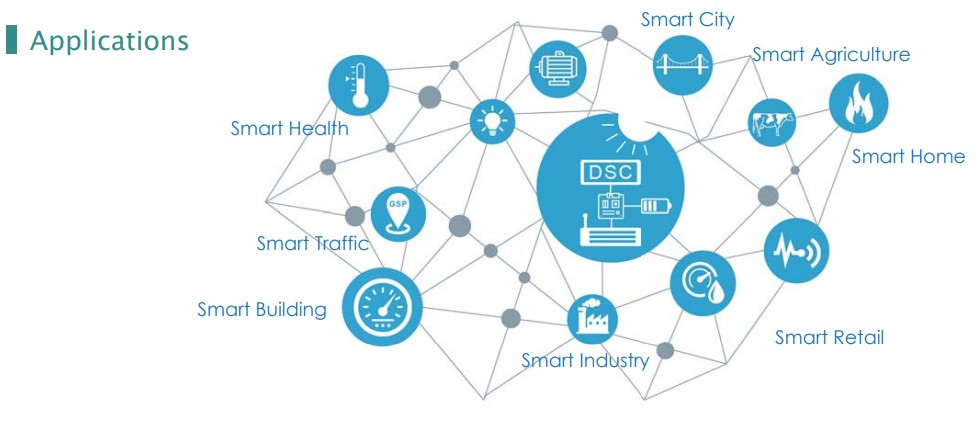 Applications
Smart City
Smart Agriculture
Smart Health
Smart Home
DSC
GSP
Smart Traffic
Smart Building
Smart Retail
Smart Industry